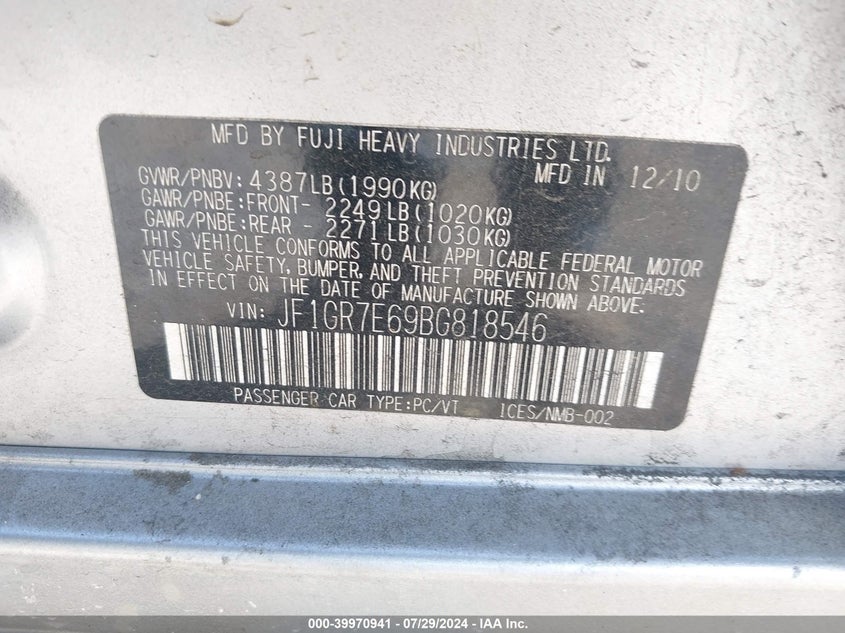 MFD BY FUJI HEAVY INDUSTRIES LTD.
MFD IN 12/10
GVWR/PNBV: 4387LB(1990KG)
GAWR/PNBE:FRONT- 2249LB(1020KG)
GAWR/PNBE:REAR - 2271LB(1030KG)
THIS VEHICLE CONFORMS TO ALL APPLICABLE FEDERAL MOTOR
VEHICLE SAFETY, BUMPER, AND THEFT PREVENTION STANDARDS
IN EFFECT ON THE DATE OF MANUFACTURE SHOWN ABOVE.
VIN: JF1GR7E69BG818546
PASSENGER CAR TYPE:PC/VT ICES/NMB-002
000-39970941 / 07/29/2024 - IAA Inc.